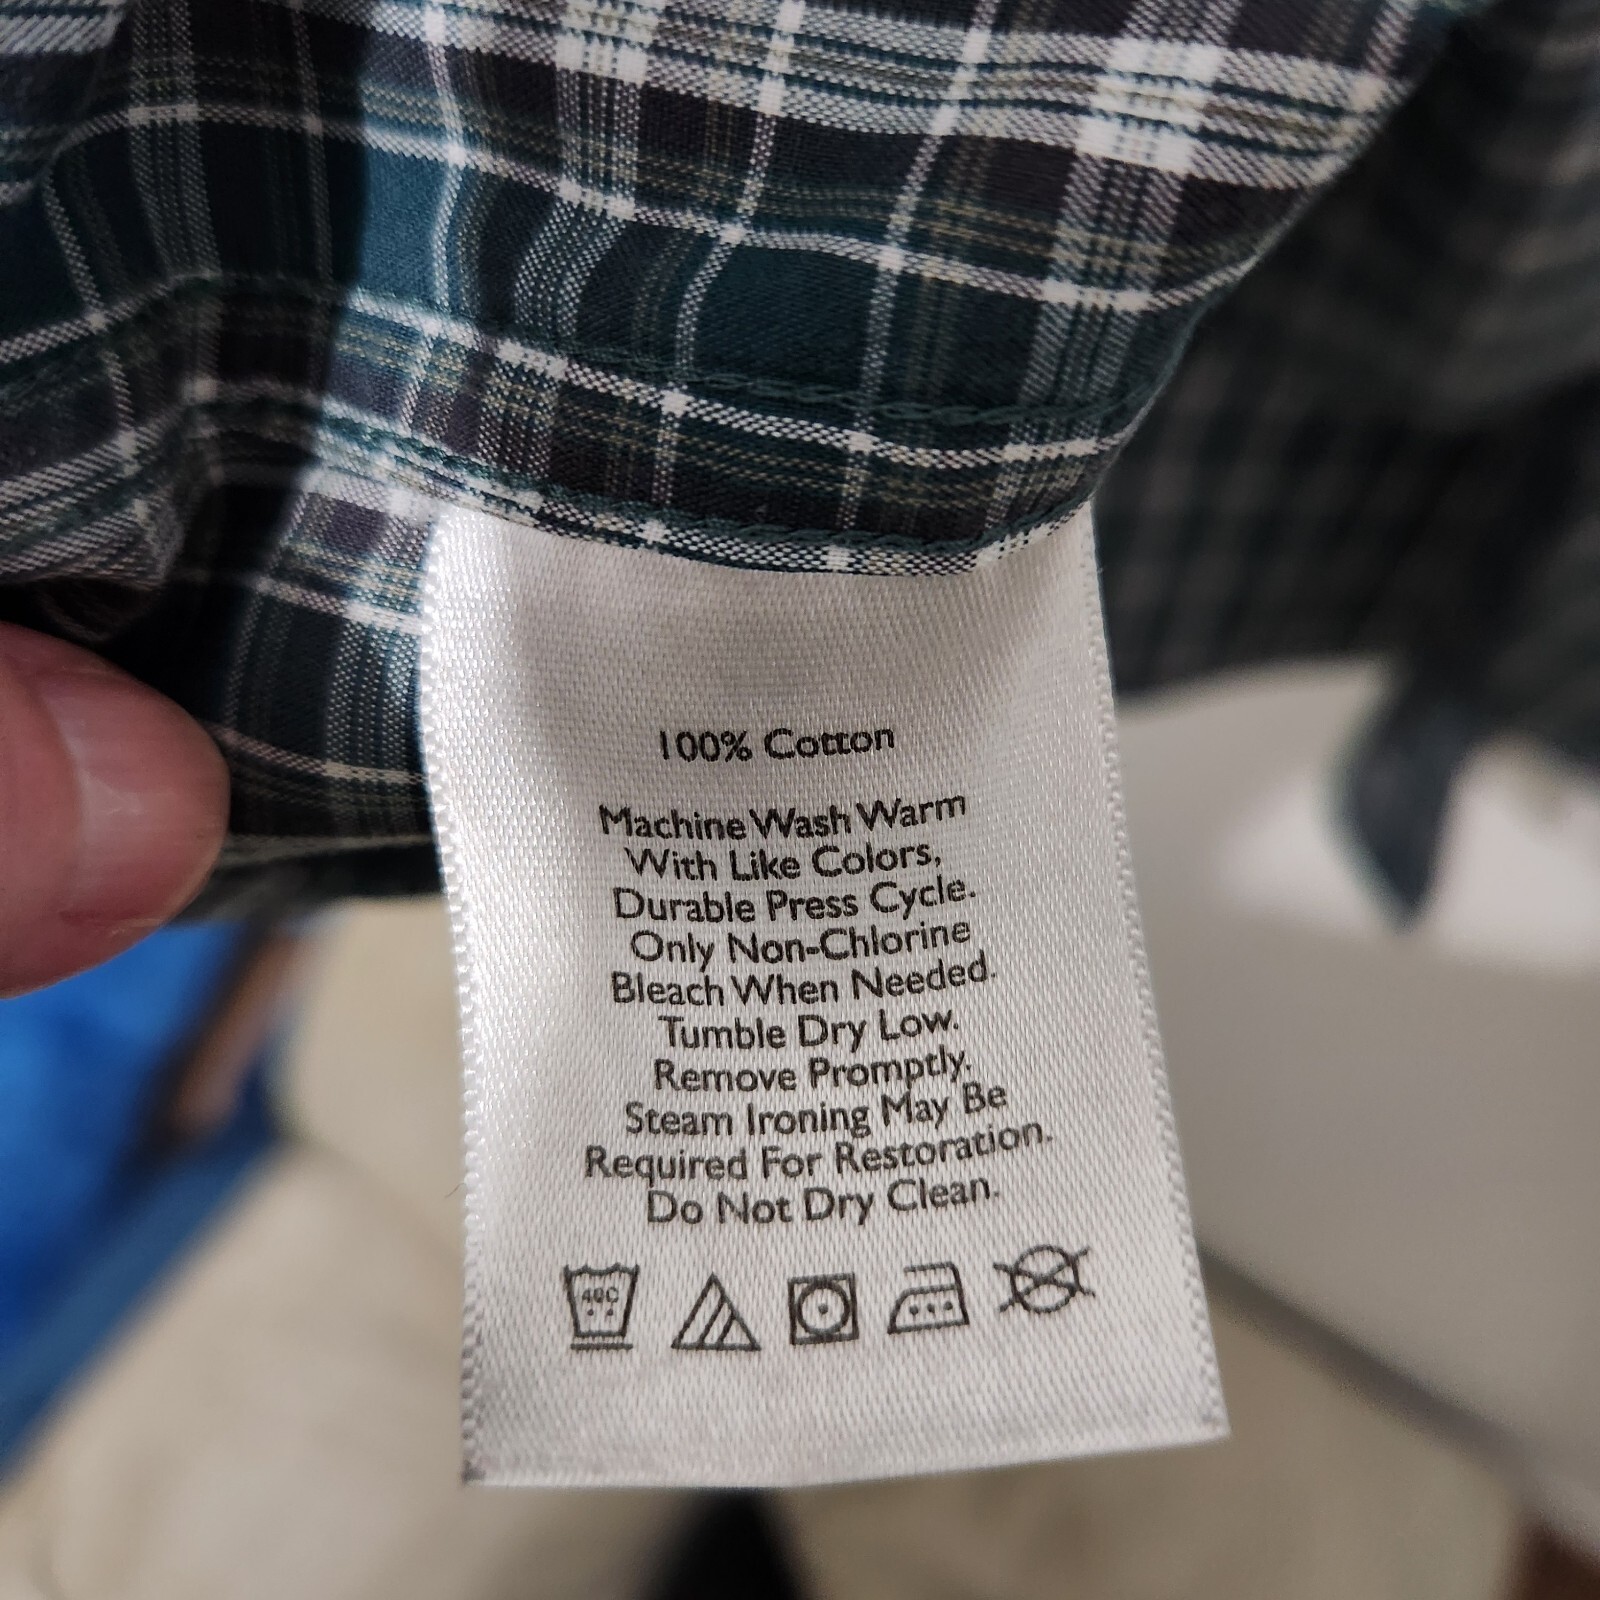 100% Cotton
Machine Wash Warm
With Like Colors,
Durable Press Cycle.
Only Non-Chlorine
Bleach When Needed.
Tumble Dry Low.
Remove Promptly.
Steam Ironing May Be
Required For Restoration.
Do Not Dry Clean.
40C